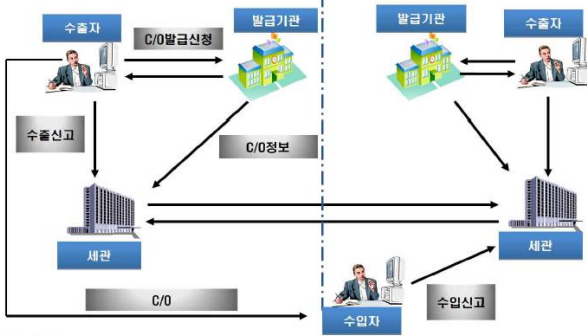 수출자
발급기관
발급기관
수출자
C/O발급신청
수출신고
C/O정보
세관
세관
C/O
수입자
수입신고